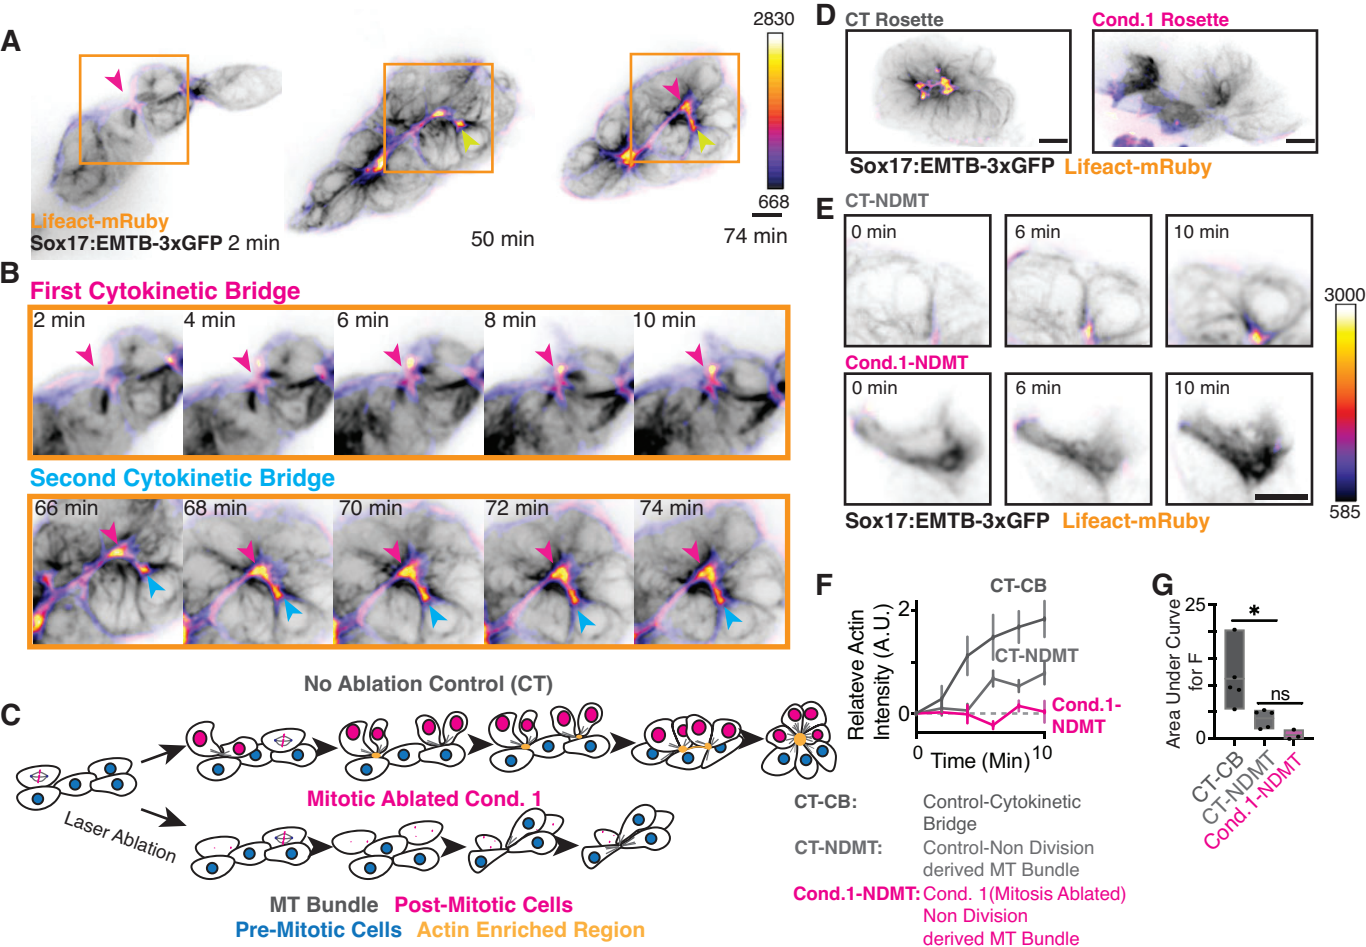 A
2830
668
Lifeact-mRuby
Sox17:EMTB-3xGFP 2 min
50 min
74 min
B
First Cytokinetic Bridge
2 min
4 min
6 min
8 min
10 min
Second Cytokinetic Bridge
66 min
68 min
70 min
72 min
74 min
C
No Ablation Control (CT)
Mitotic Ablated Cond. 1
Laser Ablation
MT Bundle Post-Mitotic Cells
Pre-Mitotic Cells Actin Enriched Region
D
CT Rosette
Cond.1 Rosette
Sox17:EMTB-3xGFP Lifeact-mRuby
E
CT-NDMT
0 min
6 min
10 min
Cond.1-NDMT
0 min
6 min
10 min
3000
585
Sox17:EMTB-3xGFP Lifeact-mRuby
F
Relateve Actin
Intensity (A.U.)
2
0
CT-CB
CT-NDMT
Cond.1-
NDMT
0
10
Time (Min)
G
Area Under Curve
for F
25
0
*
ns
CT-CB
CT-NDMT
Cond.1-NDMT
CT-CB: Control-Cytokinetic
Bridge
CT-NDMT: Control-Non Division
derived MT Bundle
Cond.1-NDMT: Cond. 1(Mitosis Ablated)
Non Division
derived MT Bundle